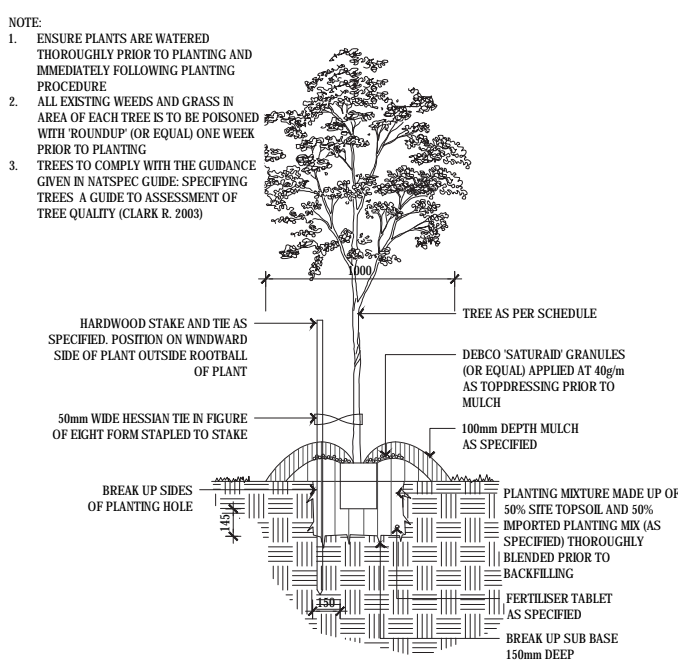 NOTE:
1. ENSURE PLANTS ARE WATERED
THOROUGHLY PRIOR TO PLANTING AND
IMMEDIATELY FOLLOWING PLANTING
PROCEDURE
2. ALL EXISTING WEEDS AND GRASS IN
AREA OF EACH TREE IS TO BE POISONED
WITH 'ROUNDUP' (OR EQUAL) ONE WEEK
PRIOR TO PLANTING
3. TREES TO COMPLY WITH THE GUIDANCE
GIVEN IN NATSPEC GUIDE: SPECIFYING
TREES A GUIDE TO ASSESSMENT OF
TREE QUALITY (CLARK R. 2003)
1000
HARDWOOD STAKE AND TIE AS
SPECIFIED. POSITION ON WINDWARD
SIDE OF PLANT OUTSIDE ROOTBALL
OF PLANT
50mm WIDE HESSIAN TIE IN FIGURE
OF EIGHT FORM STAPLED TO STAKE
BREAK UP SIDES
OF PLANTING HOLE
145
150
TREE AS PER SCHEDULE
DEBCO 'SATURAID' GRANULES
(OR EQUAL) APPLIED AT 40g/m
AS TOPDRESSING PRIOR TO
MULCH
100mm DEPTH MULCH
AS SPECIFIED
PLANTING MIXTURE MADE UP OF
50% SITE TOPSOIL AND 50%
IMPORTED PLANTING MIX (AS
SPECIFIED) THOROUGHLY
BLENDED PRIOR TO
BACKFILLING
FERTILISER TABLET
AS SPECIFIED
BREAK UP SUB BASE
150mm DEEP